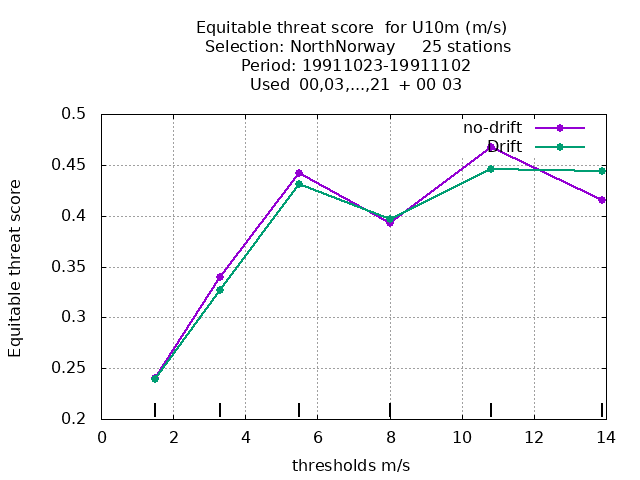 Equitable threat score  for U10m (m/s)
Selection: NorthNorway      25 stations
Period: 19911023-19911102
Used  00,03,...,21  + 00 03
no-drift
Drift
Equitable threat score
0.5
0.45
0.4
0.35
0.3
0.25
0.2
0 2 4 6 8 10 12 14
thresholds m/s